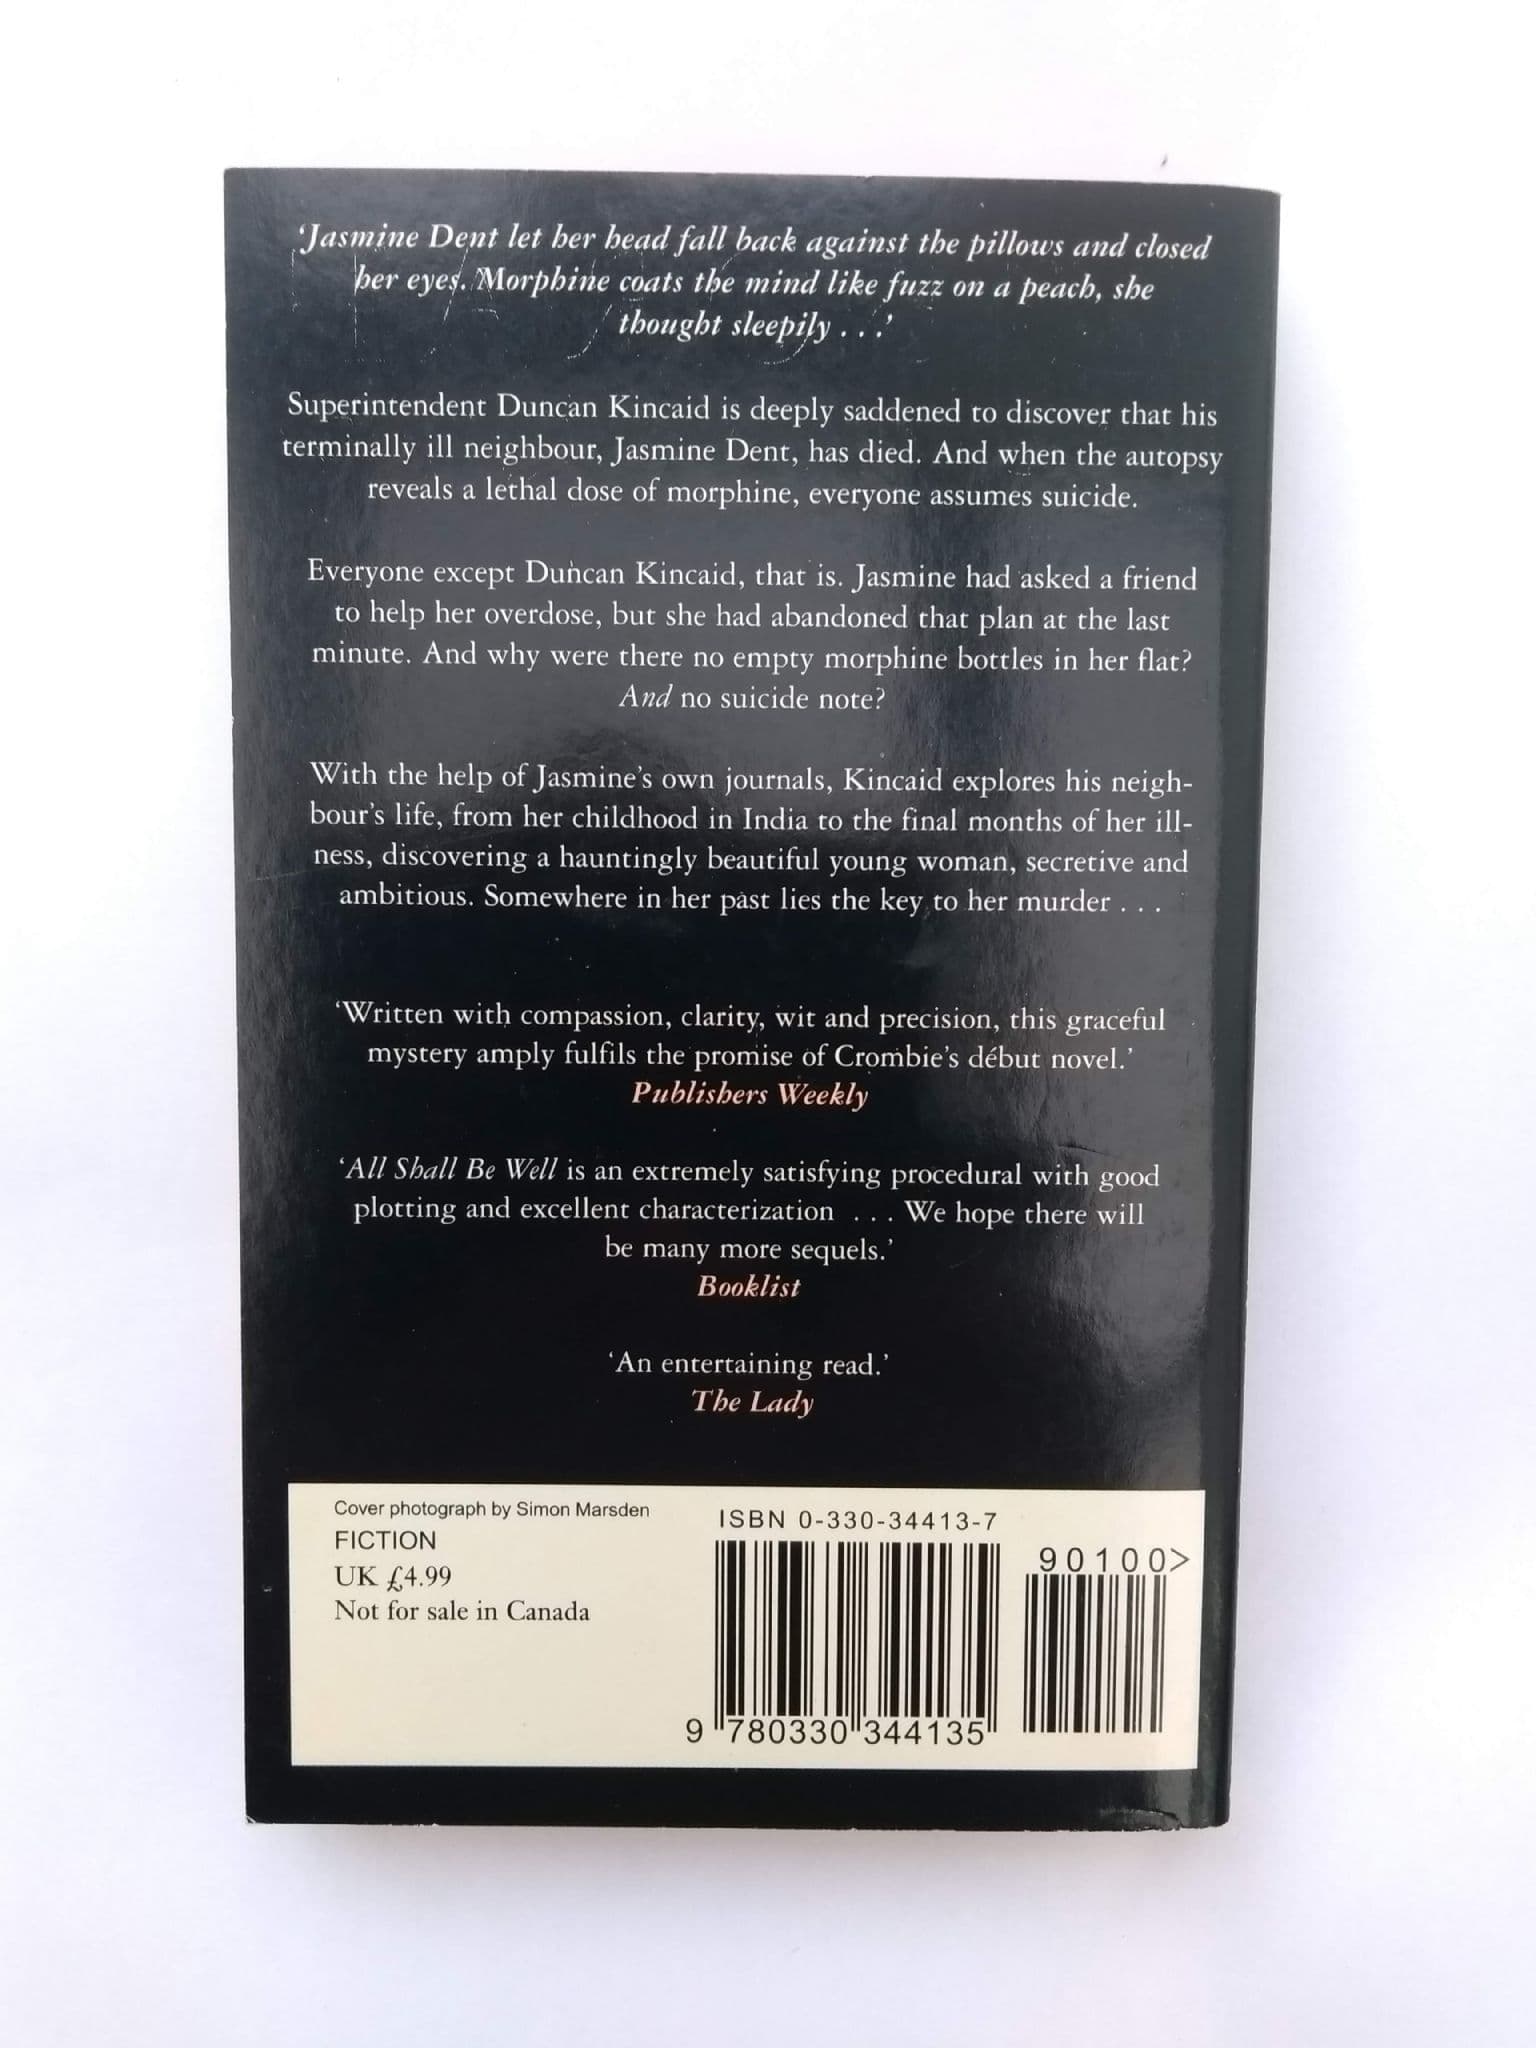 ‘Jasmine Dent let her head fall back against the pillows and closed
her eyes. Morphine coats the mind like fuzz on a peach, she
thought sleepily . . .’
Superintendent Duncan Kincaid is deeply saddened to discover that his
terminally ill neighbour, Jasmine Dent, has died. And when the autopsy
reveals a lethal dose of morphine, everyone assumes suicide.
Everyone except Duncan Kincaid, that is. Jasmine had asked a friend
to help her overdose, but she had abandoned that plan at the last
minute. And why were there no empty morphine bottles in her flat?
And no suicide note?
With the help of Jasmine’s own journals, Kincaid explores his neigh-
bour’s life, from her childhood in India to the final months of her ill-
ness, discovering a hauntingly beautiful young woman, secretive and
ambitious. Somewhere in her past lies the key to her murder . . .
‘Written with compassion, clarity, wit and precision, this graceful
mystery amply fulfils the promise of Crombie’s début novel.’
Publishers Weekly
‘All Shall Be Well is an extremely satisfying procedural with good
plotting and excellent characterization . . . We hope there will
be many more sequels.’
Booklist
‘An entertaining read.’
The Lady
Cover photograph by Simon Marsden
FICTION
UK £4.99
Not for sale in Canada
ISBN 0-330-34413-7
90100>
9 780330 344135